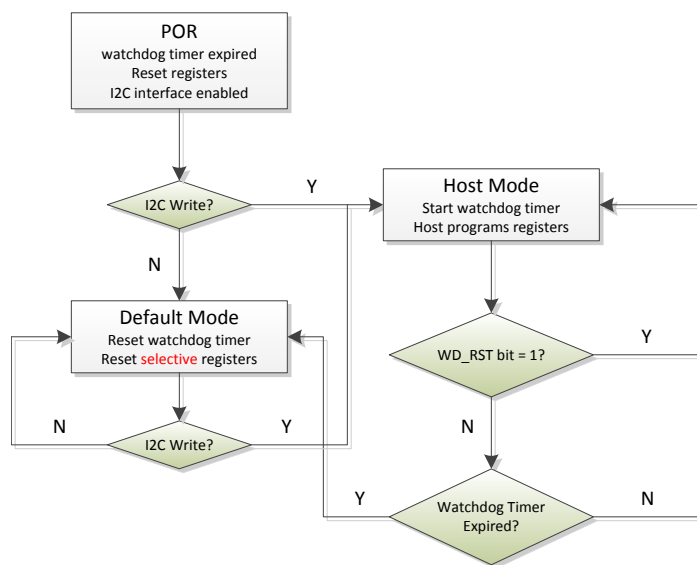 POR
watchdog timer expired
Reset registers
I2C interface enabled
I2C Write?
Y
N
Host Mode
Start watchdog timer
Host programs registers
Default Mode
Reset watchdog timer
Reset selective registers
WD_RST bit = 1?
Y
N
I2C Write?
N
Y
Watchdog Timer
Expired?
Y
N